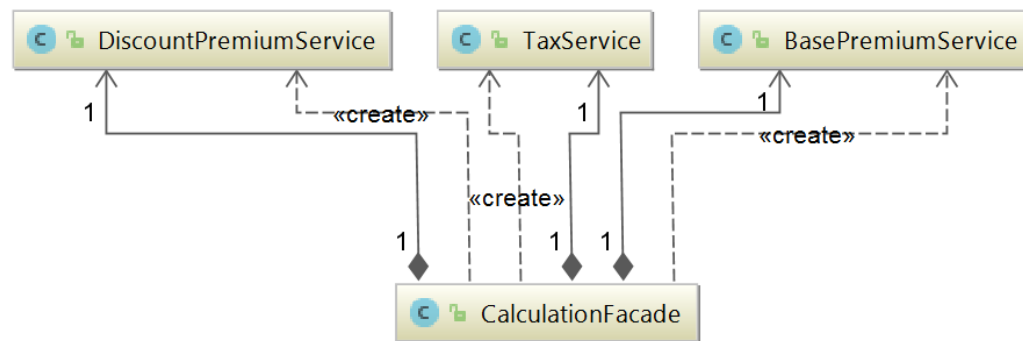 C DiscountPremiumService
C TaxService
C BasePremiumService
1
«create»
1
1
«create»
«create»
1
1
1
C CalculationFacade